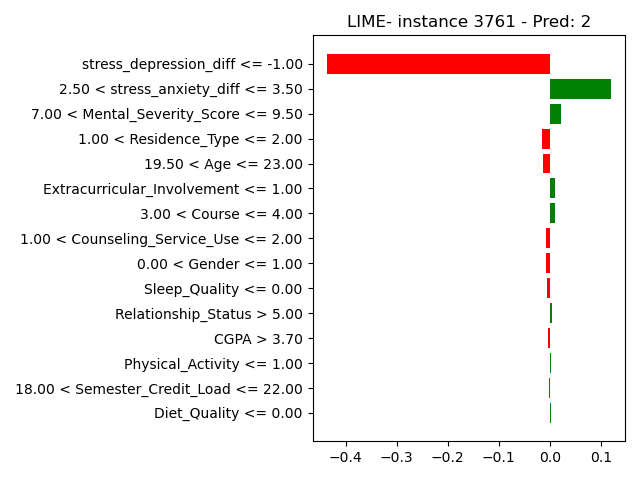 LIME- instance 3761 - Pred: 2
stress_depression_diff <= -1.00
2.50 < stress_anxiety_diff <= 3.50
7.00 < Mental_Severity_Score <= 9.50
1.00 < Residence_Type <= 2.00
19.50 < Age <= 23.00
Extracurricular_Involvement <= 1.00
3.00 < Course <= 4.00
1.00 < Counseling_Service_Use <= 2.00
0.00 < Gender <= 1.00
Sleep_Quality <= 0.00
Relationship_Status > 5.00
CGPA > 3.70
Physical_Activity <= 1.00
18.00 < Semester_Credit_Load <= 22.00
Diet_Quality <= 0.00
−0.4 −0.3 −0.2 −0.1 0.0 0.1